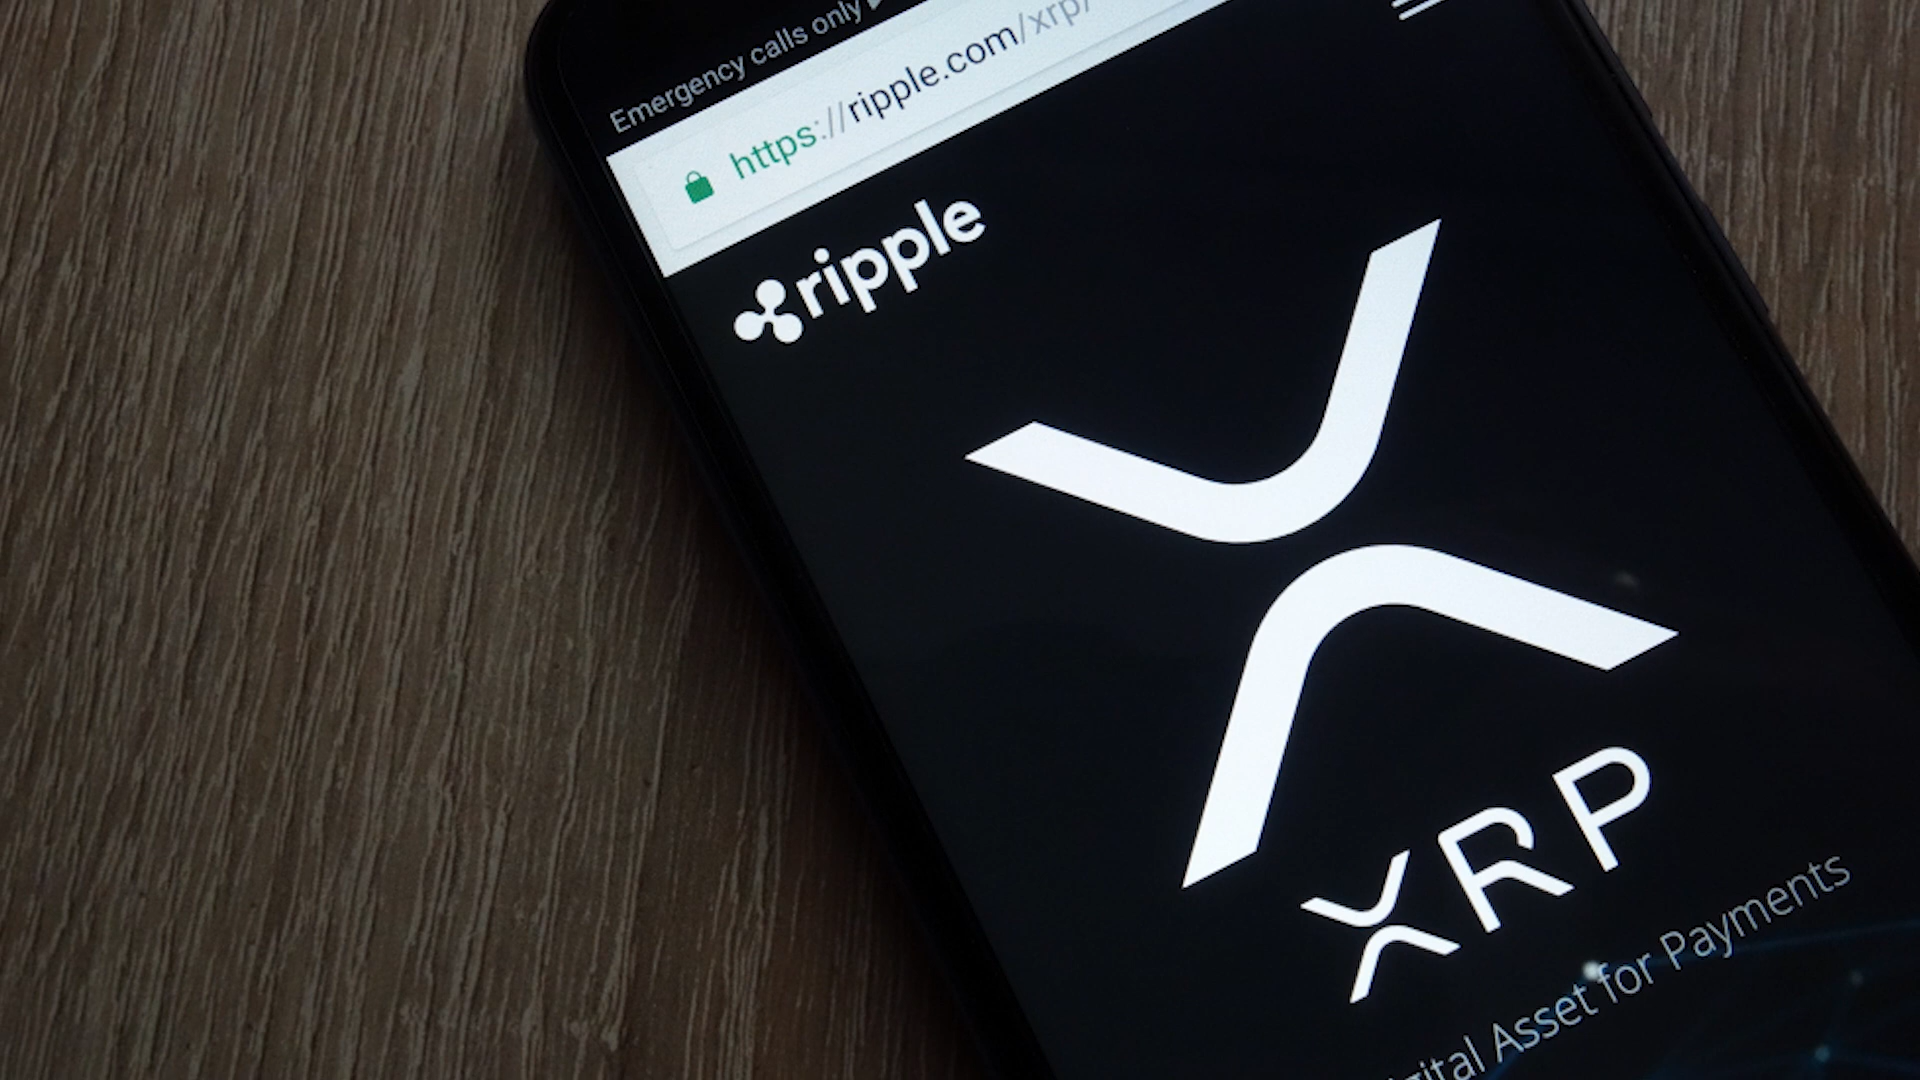 Emergency calls only
https://ripple.com/xrp/
ripple
XRP
Asset for Payments